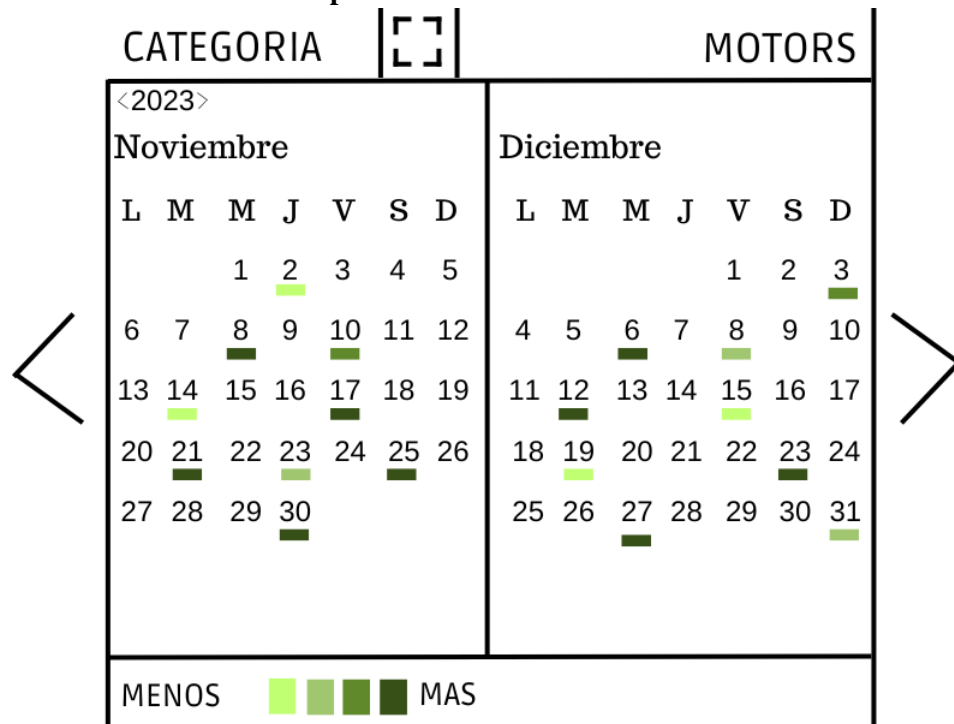 CATEGORIA MOTORS
<2023>
Noviembre
L M M J V S D
1 2 3 4 5
6 7 8 9 10 11 12
13 14 15 16 17 18 19
20 21 22 23 24 25 26
27 28 29 30
Diciembre
L M M J V S D
1 2 3
4 5 6 7 8 9 10
11 12 13 14 15 16 17
18 19 20 21 22 23 24
25 26 27 28 29 30 31
MENOS MAS